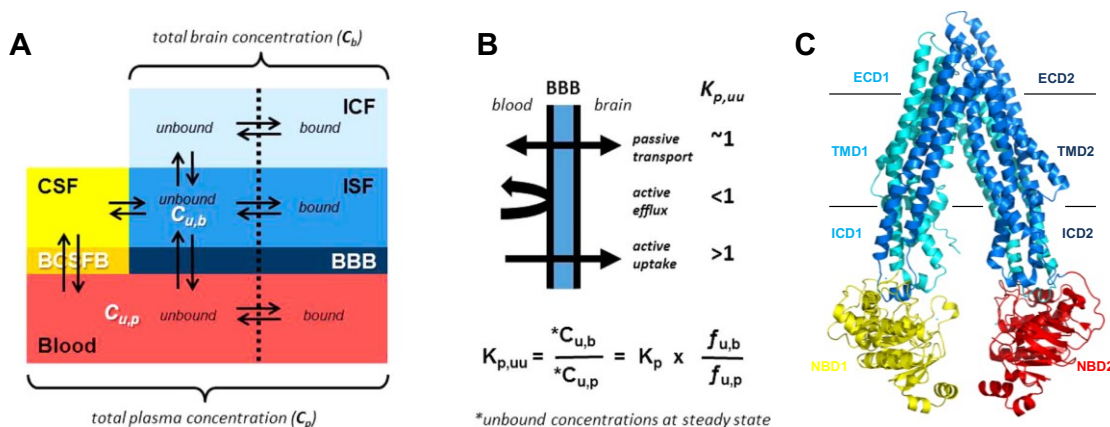 A
total brain concentration (Cb)
ICF
unbound
bound
CSF
ISF
unbound
bound
Cu,b
BCSFB
BBB
Cu,p
unbound
bound
Blood
total plasma concentration (Cp)
B
BBB
blood
brain
Kp,uu
passive
transport
~1
active
efflux
<1
active
uptake
>1
Kp,uu = *Cu,b / *Cu,p = Kp x fu,b / fu,p
*unbound concentrations at steady state
C
ECD1
ECD2
TMD1
TMD2
ICD1
ICD2
NBD1
NBD2